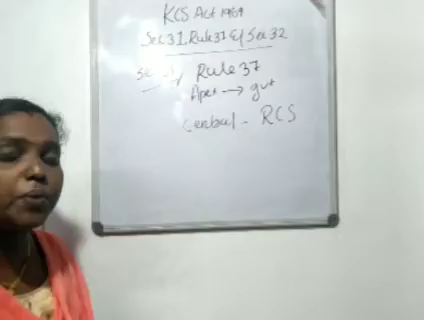 KCS Act 1969
Sec 31, Rule 37 & Sec 32
Rule 37
Apex → gvt
Central - RCS